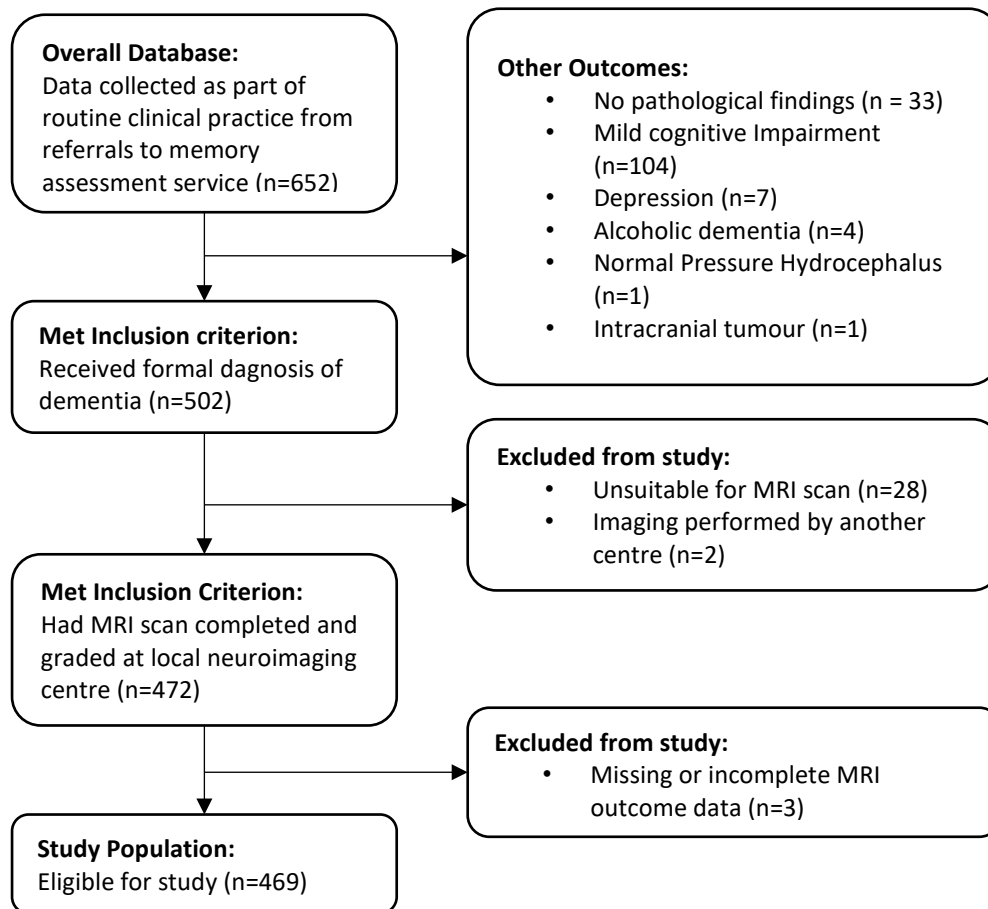 Overall Database:
Data collected as part of
routine clinical practice from
referrals to memory
assessment service (n=652)
Other Outcomes:
• No pathological findings (n = 33)
• Mild cognitive Impairment
(n=104)
• Depression (n=7)
• Alcoholic dementia (n=4)
• Normal Pressure Hydrocephalus
(n=1)
• Intracranial tumour (n=1)
Met Inclusion criterion:
Received formal dagnosis of
dementia (n=502)
Excluded from study:
• Unsuitable for MRI scan (n=28)
• Imaging performed by another
centre (n=2)
Met Inclusion Criterion:
Had MRI scan completed and
graded at local neuroimaging
centre (n=472)
Excluded from study:
• Missing or incomplete MRI
outcome data (n=3)
Study Population:
Eligible for study (n=469)